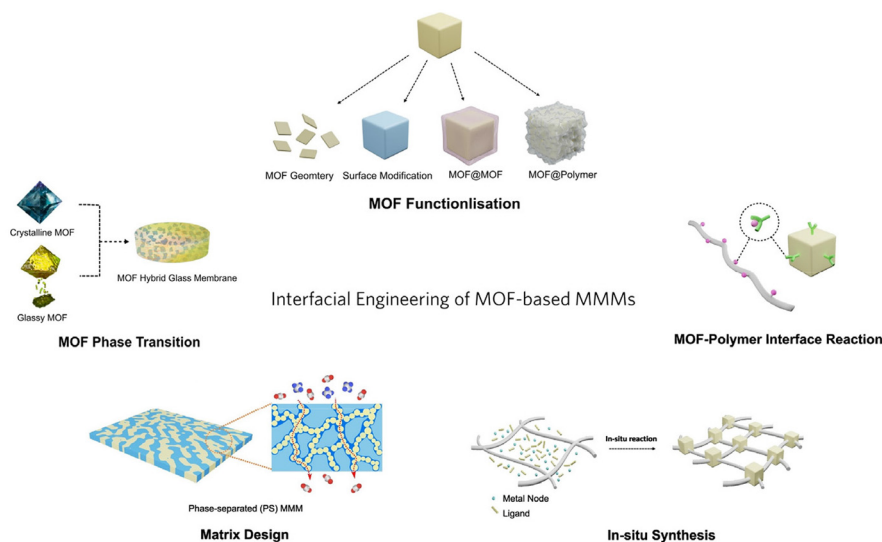 MOF Geomtery
Surface Modification
MOF@MOF
MOF@Polymer
MOF Functionlisation
Crystalline MOF
Glassy MOF
MOF Hybrid Glass Membrane
MOF Phase Transition
Interfacial Engineering of MOF-based MMMs
MOF-Polymer Interface Reaction
Phase-separated (PS) MMM
Matrix Design
In-situ reaction
Metal Node
Ligand
In-situ Synthesis